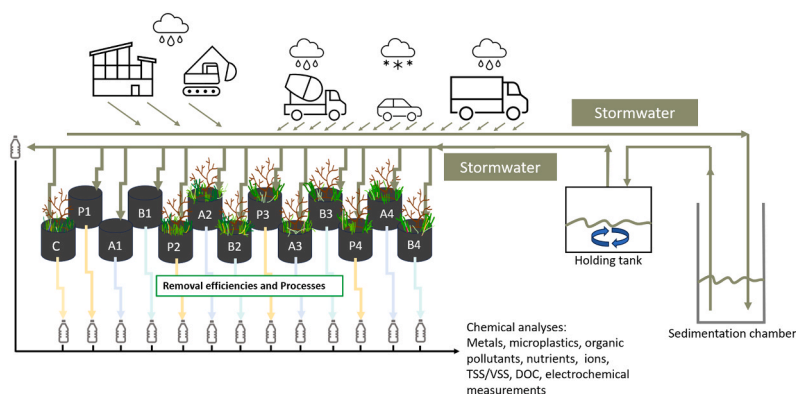 Stormwater
Stormwater
P1
B1
A2
P3
B3
A4
C
A1
P2
B2
A3
P4
B4
Holding tank
Sedimentation chamber
Removal efficiencies and Processes
Chemical analyses:
Metals, microplastics, organic
pollutants, nutrients, ions,
TSS/VSS, DOC, electrochemical
measurements